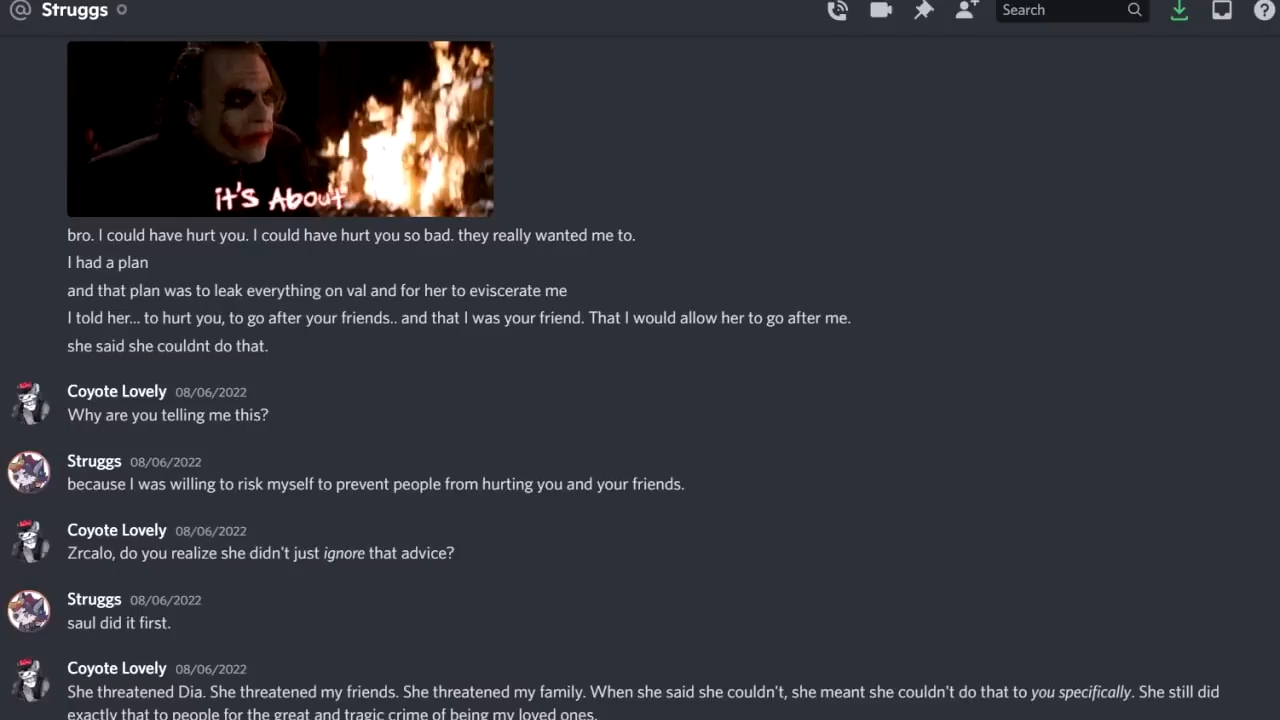 Struggs
Search
it's About
bro. I could have hurt you. I could have hurt you so bad. they really wanted me to.
I had a plan
and that plan was to leak everything on val and for her to eviscerate me
I told her... to hurt you, to go after your friends.. and that I was your friend. That I would allow her to go after me.
she said she couldnt do that.
Coyote Lovely 08/06/2022
Why are you telling me this?
Struggs 08/06/2022
because I was willing to risk myself to prevent people from hurting you and your friends.
Coyote Lovely 08/06/2022
Zrcalo, do you realize she didn't just ignore that advice?
Struggs 08/06/2022
saul did it first.
Coyote Lovely 08/06/2022
She threatened Dia. She threatened my friends. She threatened my family. When she said she couldn't, she meant she couldn't do that to you specifically. She still did
exactly that to people for the great and tragic crime of being my loved ones.